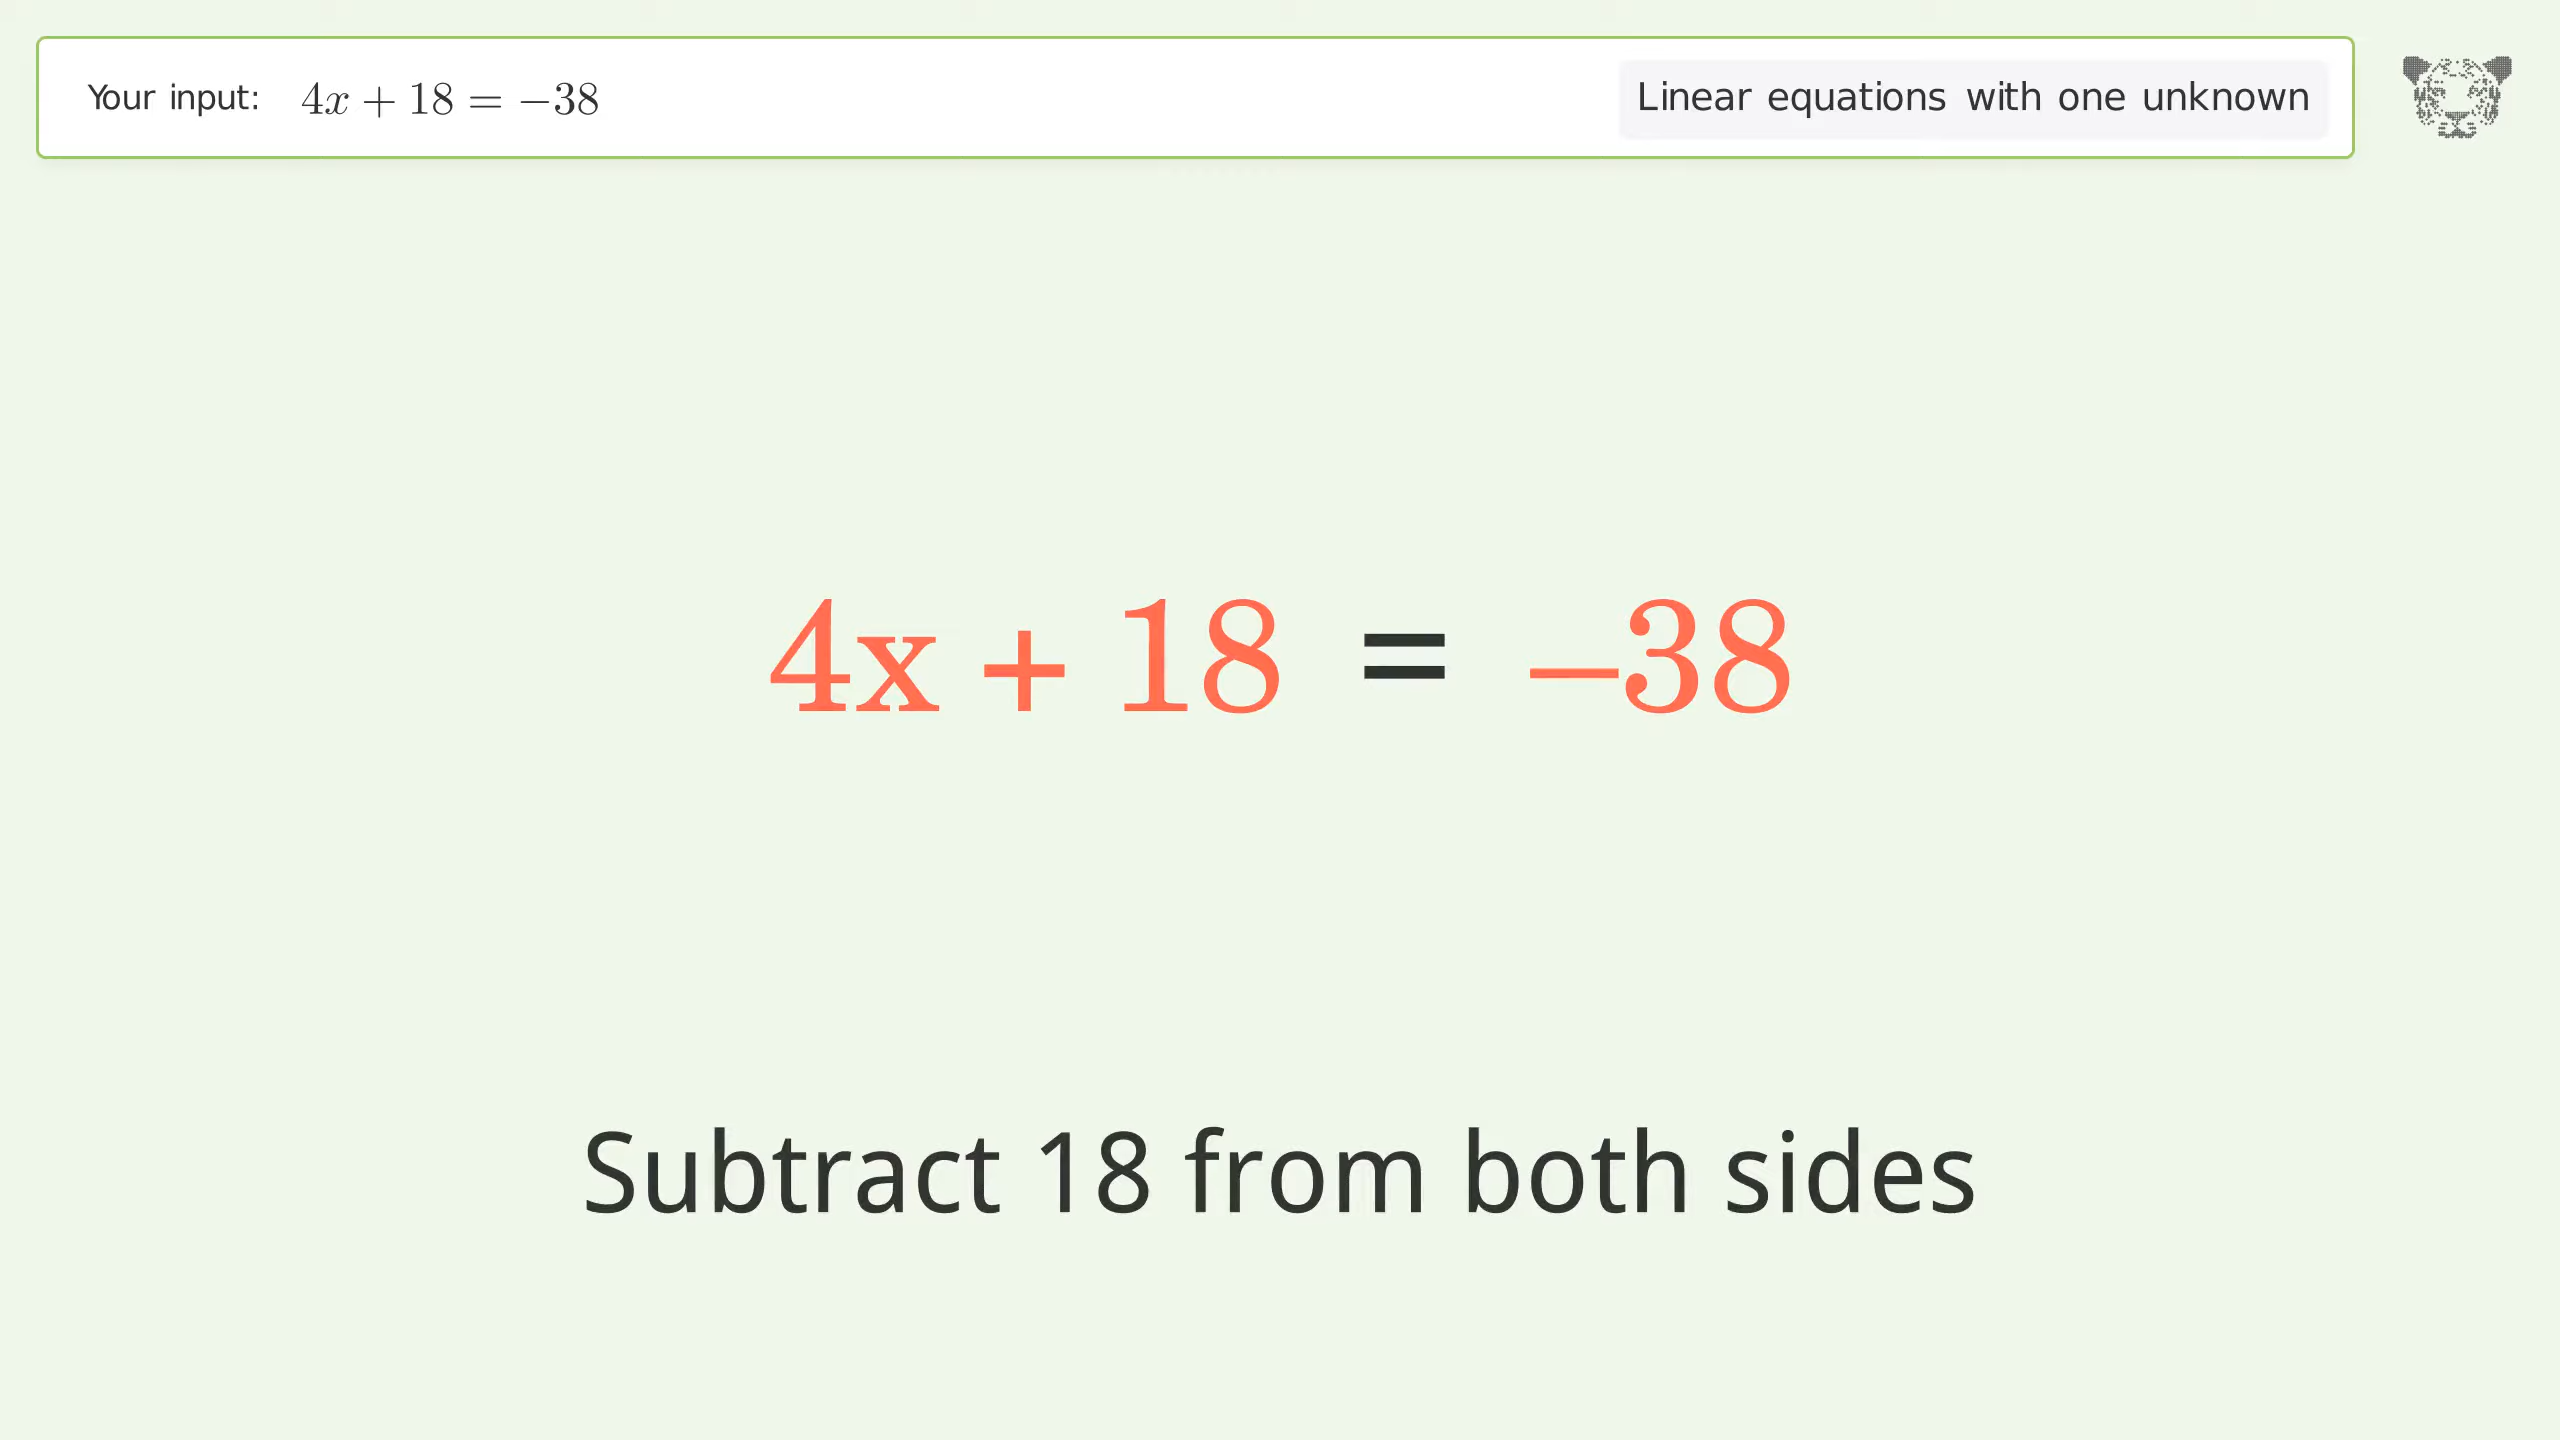 Your input: 4x + 18 = −38
Linear equations with one unknown
4x + 18 = −38
Subtract 18 from both sides